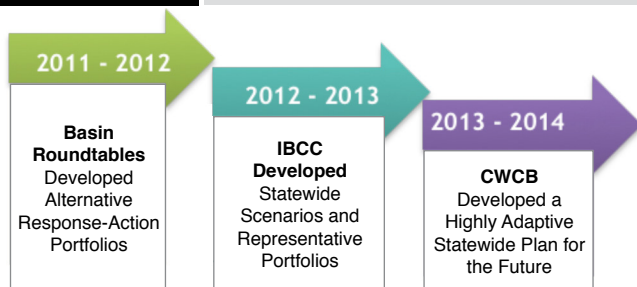 2011 - 2012
Basin
Roundtables
Developed
Alternative
Response-Action
Portfolios
2012 - 2013
IBCC
Developed
Statewide
Scenarios and
Representative
Portfolios
2013 - 2014
CWCB
Developed a
Highly Adaptive
Statewide Plan for
the Future